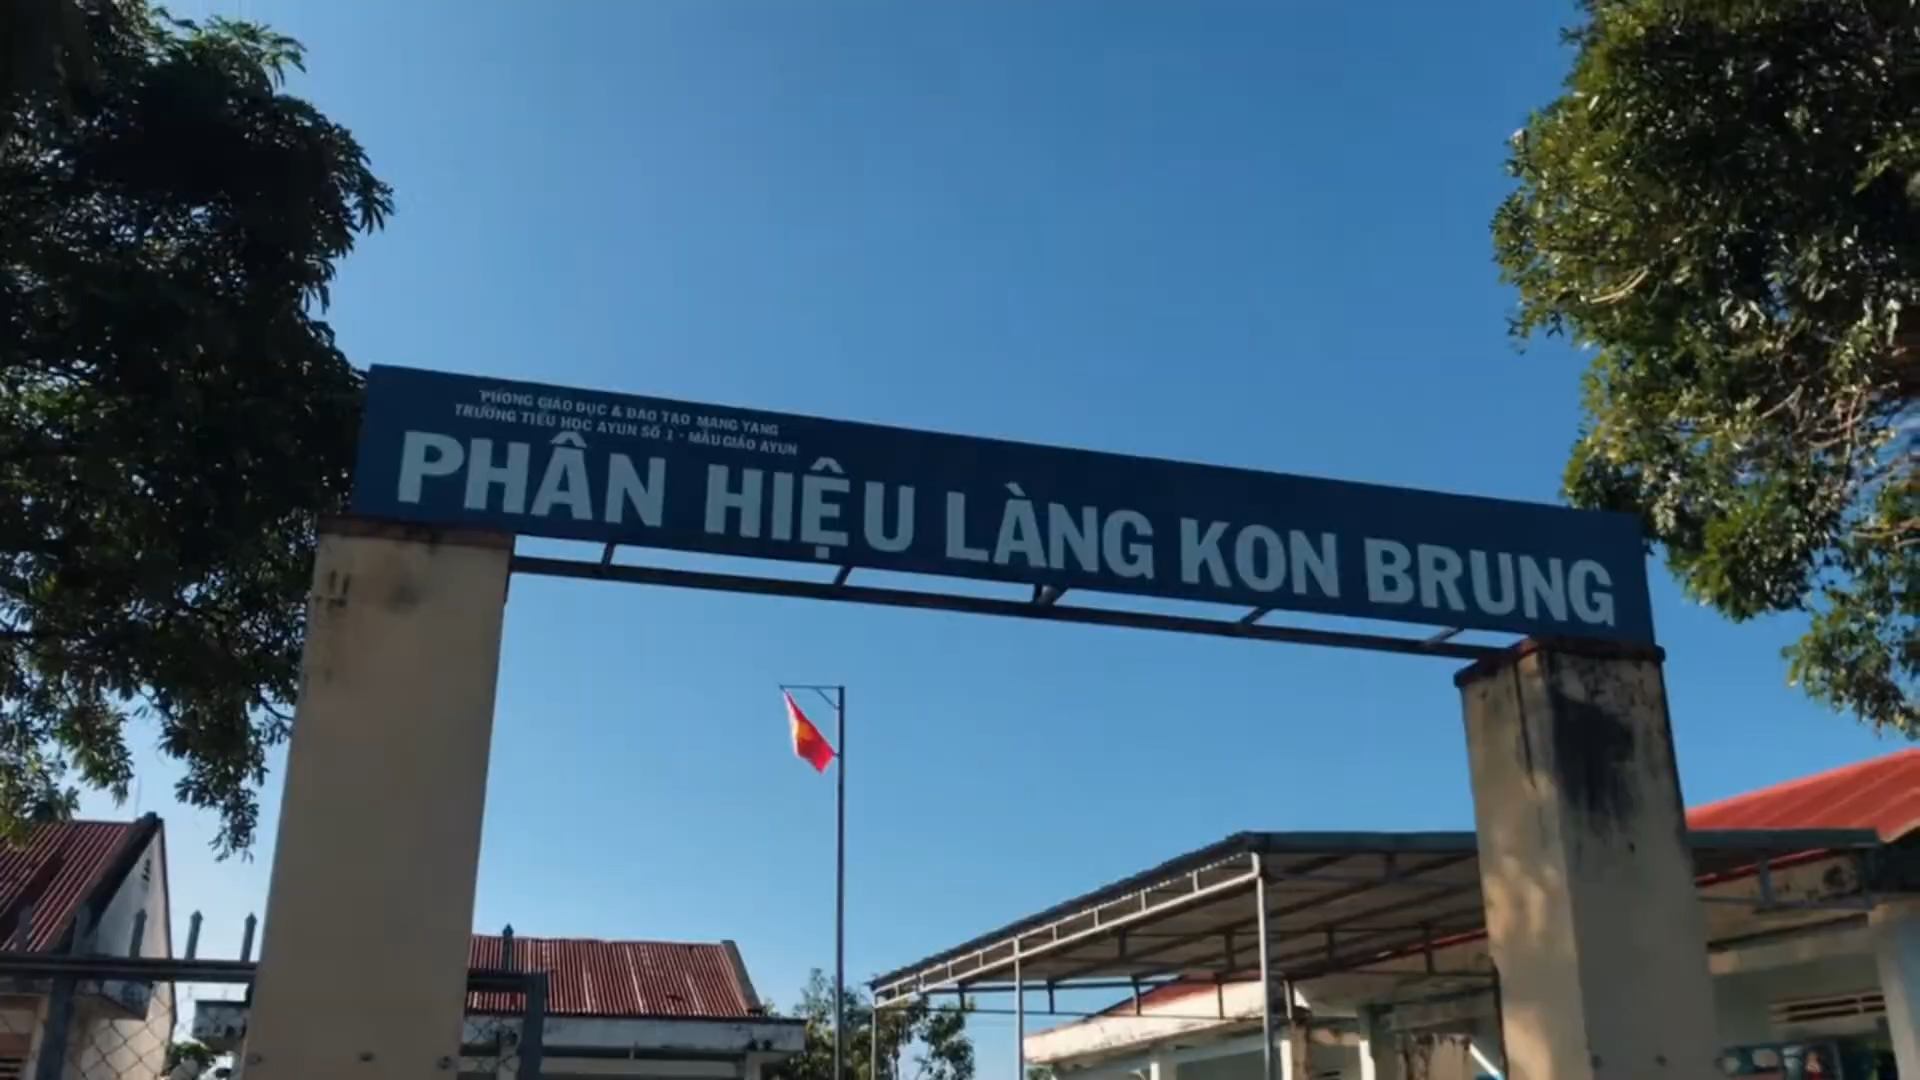 PHÒNG GIÁO DỤC & ĐÀO TẠO MANG YANG
TRƯỜNG TIỂU HỌC AYUN SỐ 1 - MẪU GIÁO AYUN
PHÂN HIỆU LÀNG KON BRUNG